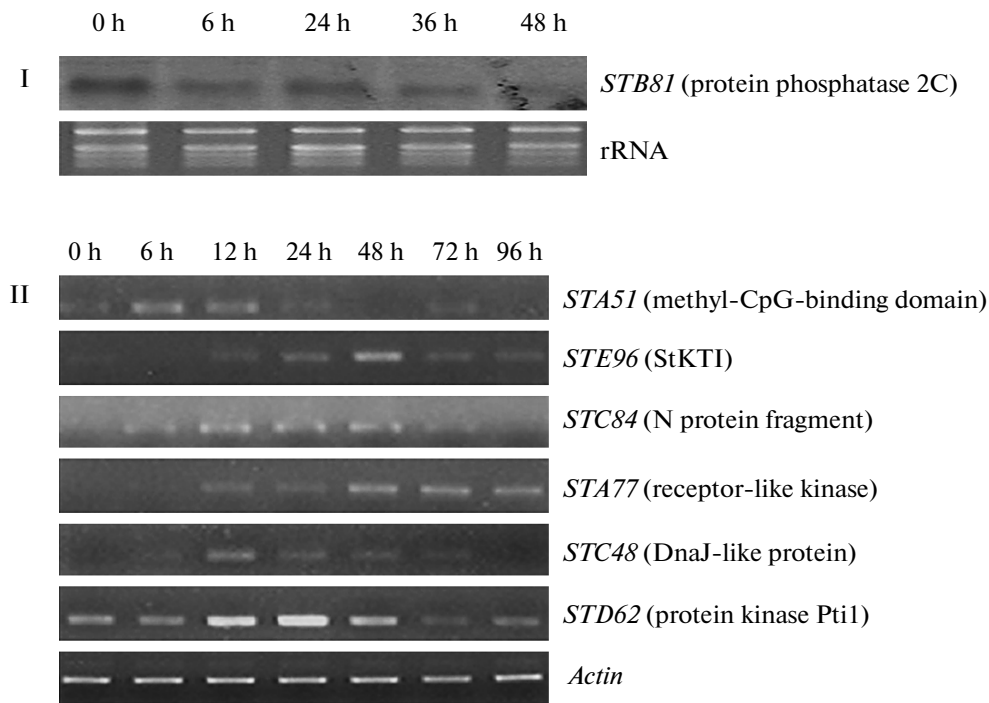 0 h 6 h 24 h 36 h 48 h
I STB81 (protein phosphatase 2C)
rRNA
0 h 6 h 12 h 24 h 48 h 72 h 96 h
II STA51 (methyl-CpG-binding domain)
STE96 (StKTI)
STC84 (N protein fragment)
STA77 (receptor-like kinase)
STC48 (DnaJ-like protein)
STD62 (protein kinase Pti1)
Actin